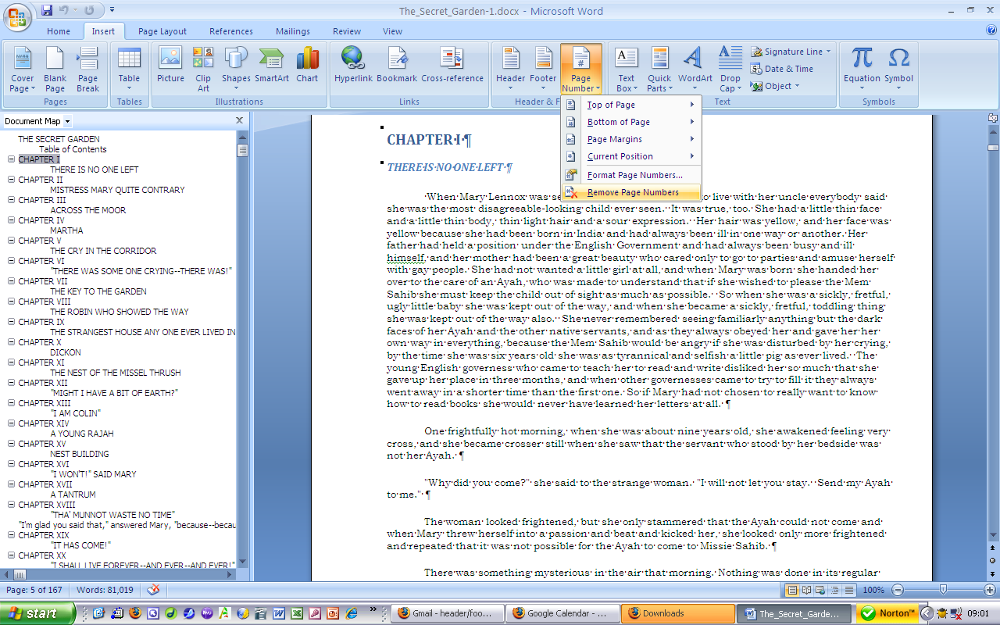 The_Secret_Garden-1.docx - Microsoft Word
Home Insert Page Layout References Mailings Review View
Cover Page Blank Page Page Break Table Picture Clip Art Shapes SmartArt Chart Hyperlink Bookmark Cross-reference Header Footer Page Number Text Box Quick Parts WordArt Drop Cap Signature Line Date & Time Object Equation Symbol
Pages Tables Illustrations Links Header & F Text Symbols
Top of Page
Bottom of Page
Page Margins
Current Position
Format Page Numbers...
Remove Page Numbers
Document Map
THE SECRET GARDEN
Table of Contents
CHAPTER I
THERE IS NO ONE LEFT
CHAPTER II
MISTRESS MARY QUITE CONTRARY
CHAPTER III
ACROSS THE MOOR
CHAPTER IV
MARTHA
CHAPTER V
THE CRY IN THE CORRIDOR
CHAPTER VI
"THERE WAS SOME ONE CRYING--THERE WAS!"
CHAPTER VII
THE KEY TO THE GARDEN
CHAPTER VIII
THE ROBIN WHO SHOWED THE WAY
CHAPTER IX
THE STRANGEST HOUSE ANY ONE EVER LIVED IN
CHAPTER X
DICKON
CHAPTER XI
THE NEST OF THE MISSEL THRUSH
CHAPTER XII
"MIGHT I HAVE A BIT OF EARTH?"
CHAPTER XIII
"I AM COLIN"
CHAPTER XIV
A YOUNG RAJAH
CHAPTER XV
NEST BUILDING
CHAPTER XVI
"I WON'T!" SAID MARY
CHAPTER XVII
A TANTRUM
CHAPTER XVIII
"THA' MUNNOT WASTE NO TIME"
"I'm glad you said that," answered Mary, "because--becau
CHAPTER XIX
"IT HAS COME!"
CHAPTER XX
"I SHALL LIVE FOREVER--AND EVER--AND EVER!"
CHAPTER I ¶
THERE IS NO ONE LEFT ¶
When Mary Lennox was se o live with her uncle everybody said
she was the most disagreeable-looking child ever seen. It was true, too. She had a little thin face
and a little thin body, thin light hair and a sour expression. Her hair was yellow, and her face was
yellow because she had been born in India and had always been ill in one way or another. Her
father had held a position under the English Government and had always been busy and ill
himself, and her mother had been a great beauty who cared only to go to parties and amuse herself
with gay people. She had not wanted a little girl at all, and when Mary was born she handed her
over to the care of an Ayah, who was made to understand that if she wished to please the Mem
Sahib she must keep the child out of sight as much as possible. So when she was a sickly, fretful,
ugly little baby she was kept out of the way, and when she became a sickly, fretful, toddling thing
she was kept out of the way also. She never remembered seeing familiarly anything but the dark
faces of her Ayah and the other native servants, and as they always obeyed her and gave her her
own way in everything, because the Mem Sahib would be angry if she was disturbed by her crying,
by the time she was six years old she was as tyrannical and selfish a little pig as ever lived. The
young English governess who came to teach her to read and write disliked her so much that she
gave up her place in three months, and when other governesses came to try to fill it they always
went away in a shorter time than the first one. So if Mary had not chosen to really want to know
how to read books she would never have learned her letters at all. ¶
One frightfully hot morning, when she was about nine years old, she awakened feeling very
cross, and she became crosser still when she saw that the servant who stood by her bedside was
not her Ayah. ¶
"Why did you come?" she said to the strange woman. "I will not let you stay. Send my Ayah
to me." ¶
The woman looked frightened, but she only stammered that the Ayah could not come and
when Mary threw herself into a passion and beat and kicked her, she looked only more frightened
and repeated that it was not possible for the Ayah to come to Missie Sahib. ¶
There was something mysterious in the air that morning. Nothing was done in its regular
Page: 5 of 167 Words: 81,019 100%
start Gmail - header/foo... Google Calendar - ... Downloads The_Secret_Garde... Norton™ 09:01